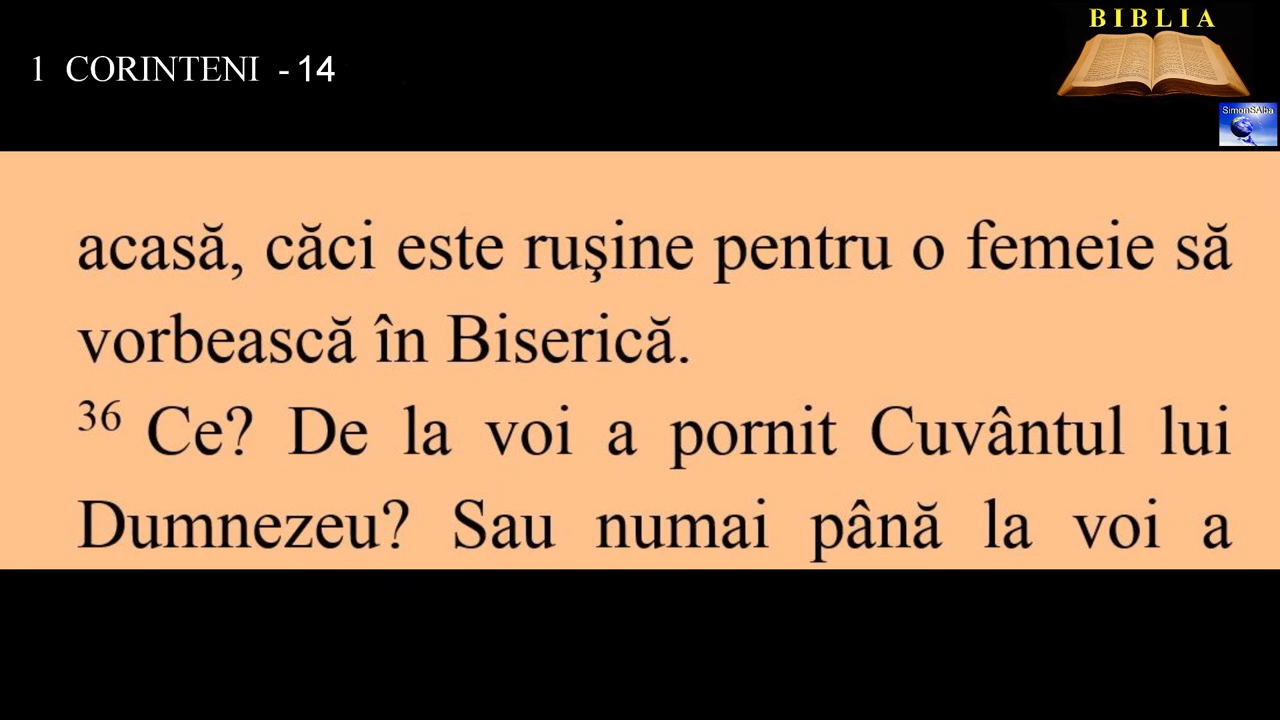 BIBLIA
1 CORINTENI - 14
SimonSAlba
acasă, căci este ruşine pentru o femeie să
vorbească în Biserică.
36 Ce? De la voi a pornit Cuvântul lui
Dumnezeu? Sau numai până la voi a